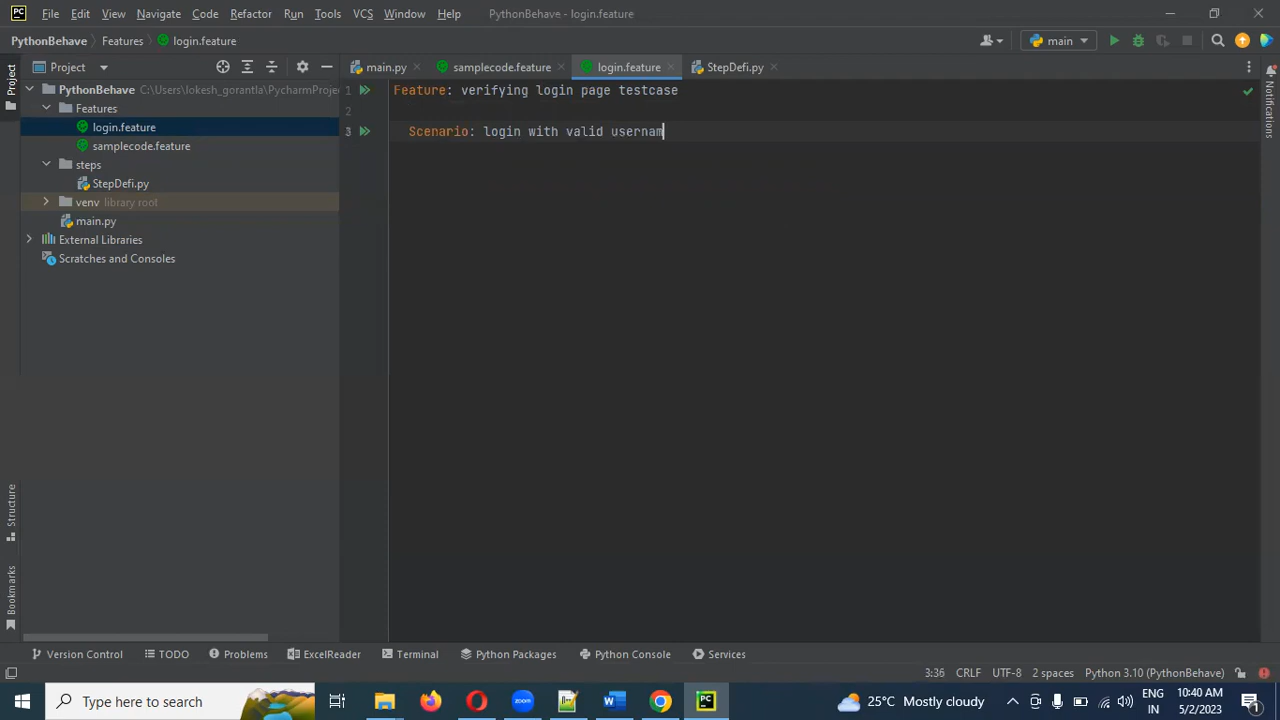 PC File Edit View Navigate Code Refactor Run Tools VCS Window Help PythonBehave - login.feature
PythonBehave Features login.feature main
Project main.py samplecode.feature login.feature StepDefi.py
Project
PythonBehave C:\Users\lokesh_gorantla\PycharmProjec
Features
login.feature
samplecode.feature
steps
StepDefi.py
venv library root
main.py
External Libraries
Scratches and Consoles
1 Feature: verifying login page testcase
2
3 Scenario: login with valid usernam
Notifications
Structure
Bookmarks
Version Control TODO Problems ExcelReader Terminal Python Packages Python Console Services
3:36 CRLF UTF-8 2 spaces Python 3.10 (PythonBehave)
Type here to search zoom W PC 25°C Mostly cloudy ENG IN 10:40 AM 5/2/2023 1